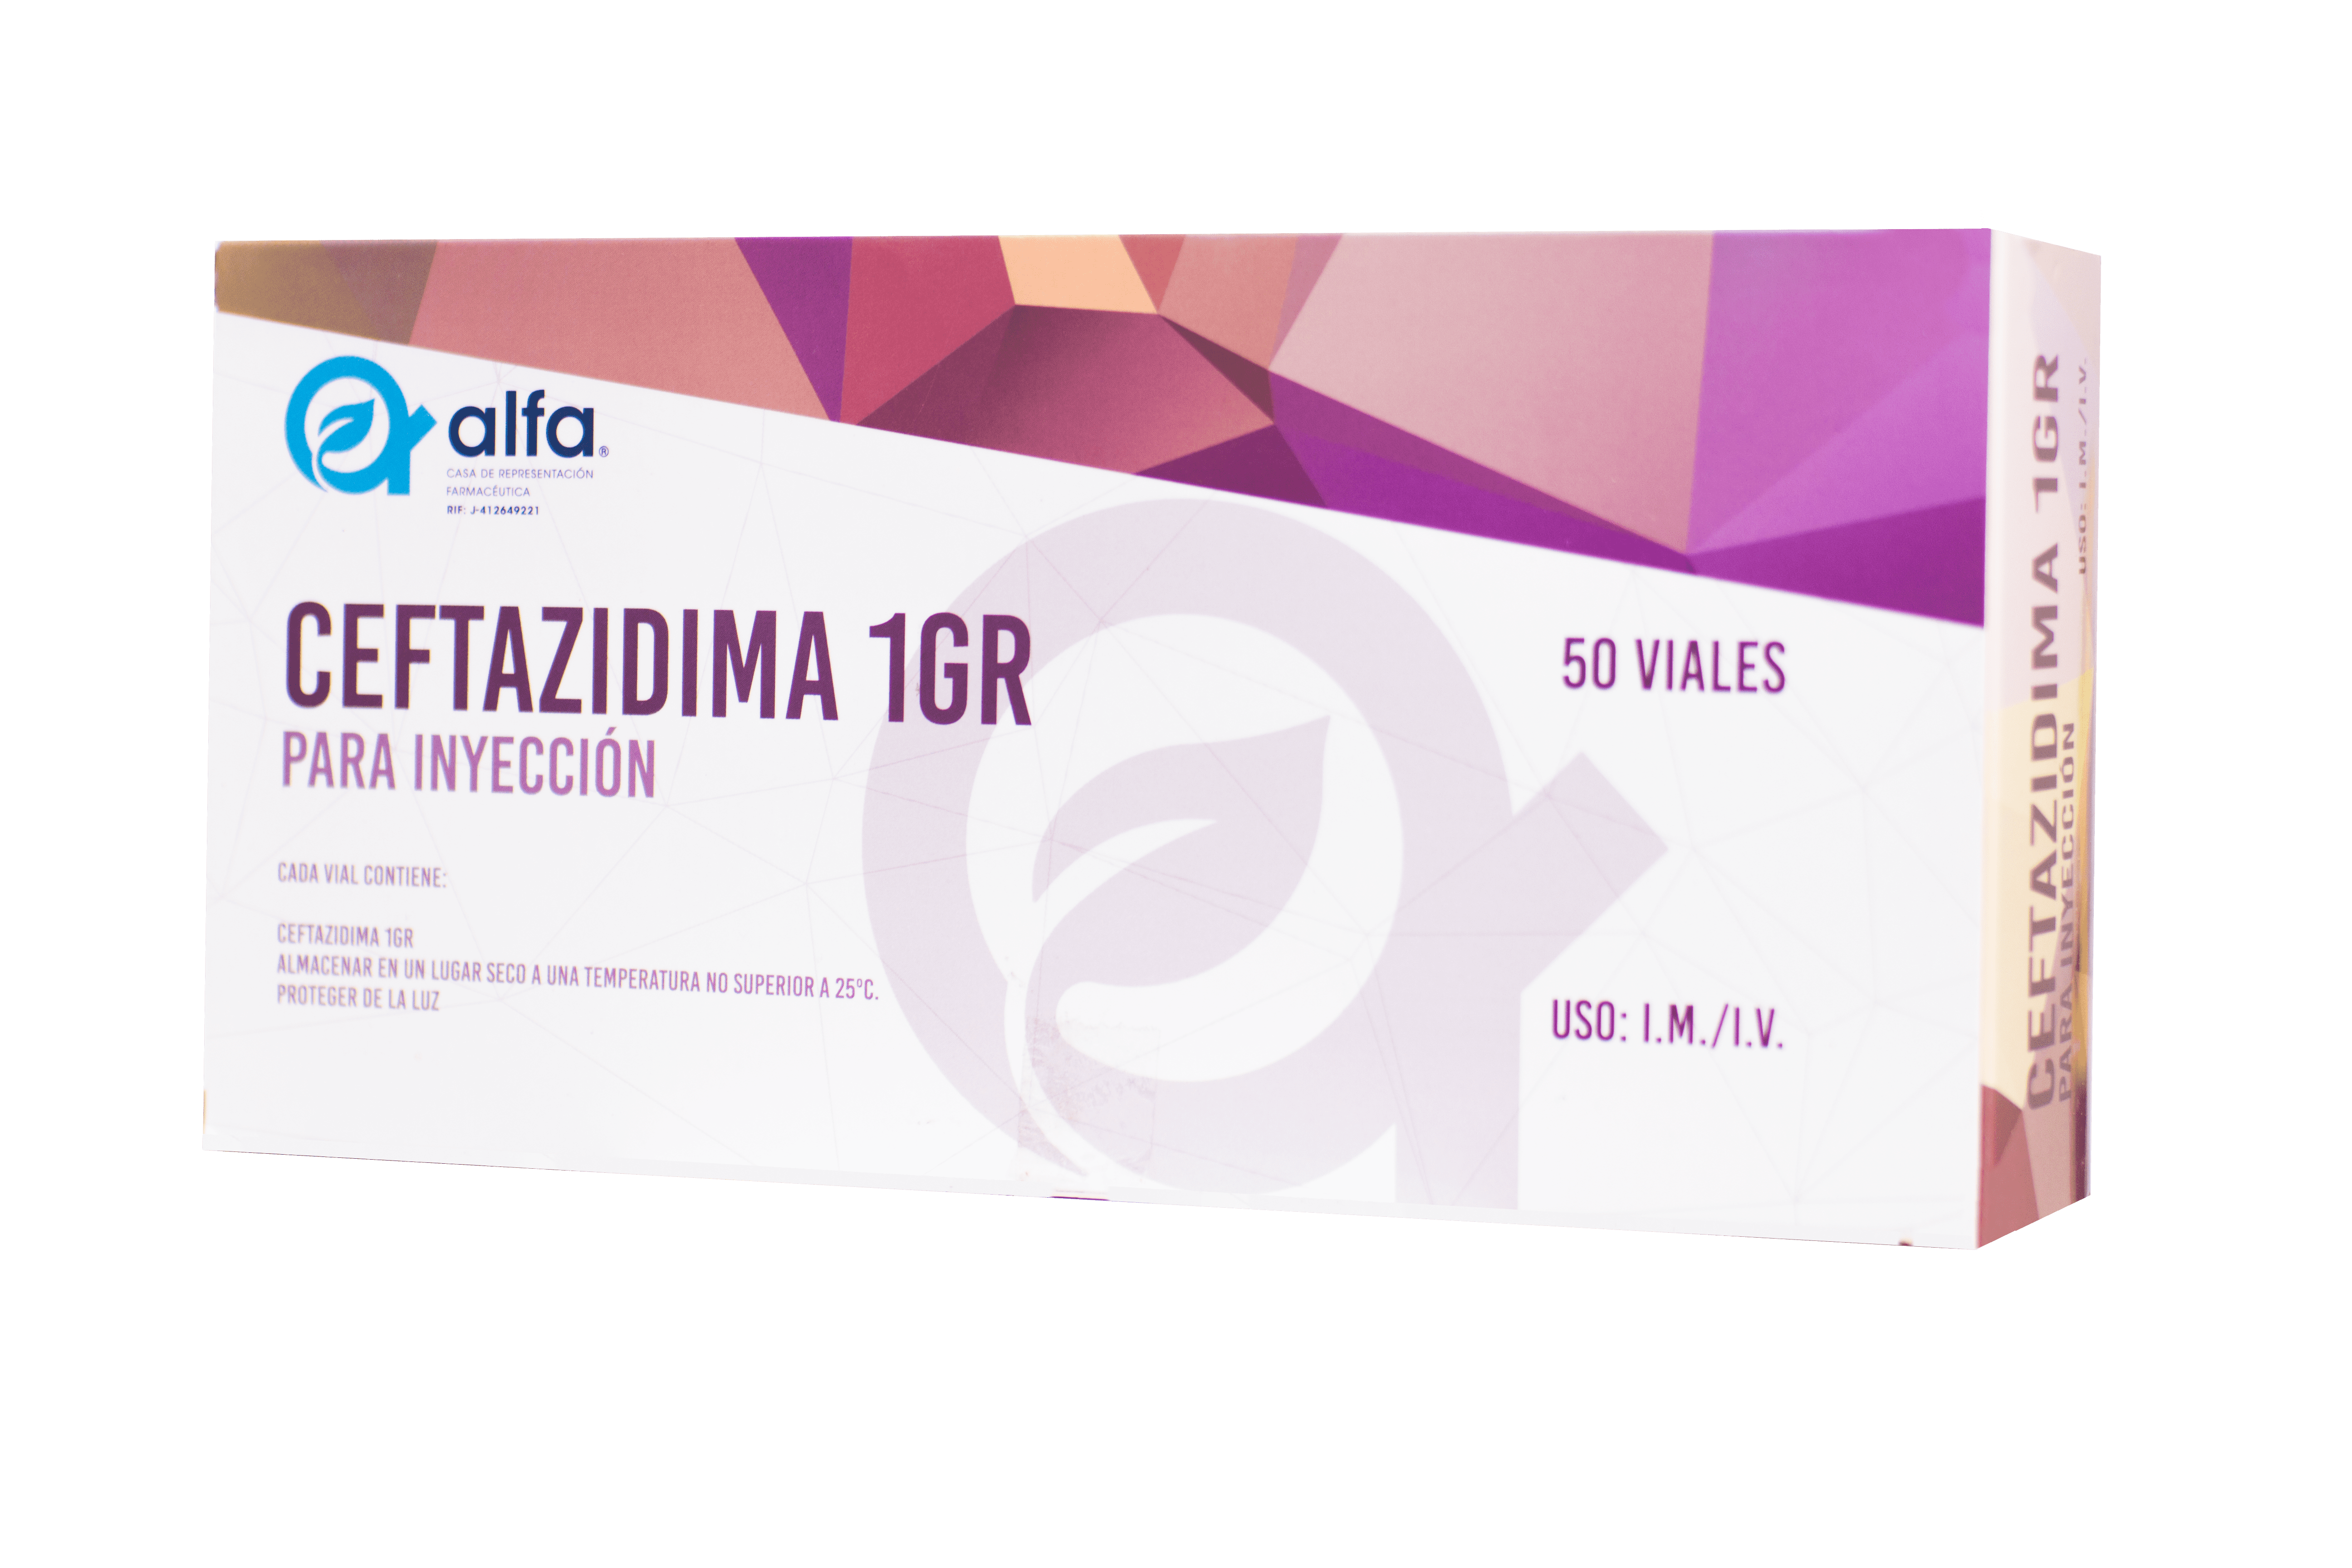 alfa®
CASA DE REPRESENTACIÓN
FARMACÉUTICA
RIF: J-412649221
CEFTAZIDIMA 1GR
PARA INYECCIÓN
50 VIALES
CADA VIAL CONTIENE:
CEFTAZIDIMA 1GR
ALMACENAR EN UN LUGAR SECO A UNA TEMPERATURA NO SUPERIOR A 25ºC.
PROTEGER DE LA LUZ
USO: I.M./I.V.
CEFTAZIDIMA 1GR
PARA INYECCIÓN
USO: I.M./I.V.